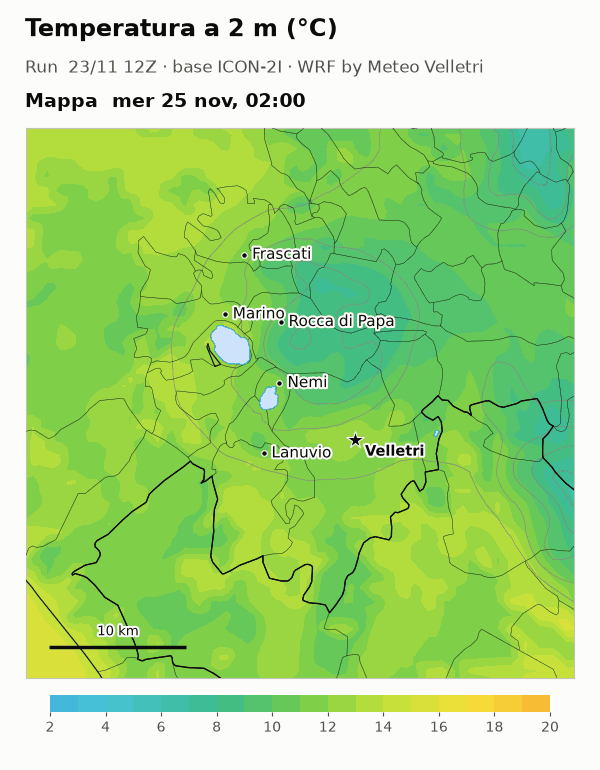 Temperatura a 2 m (°C)
Run  23/11 12Z · base ICON-2I · WRF by Meteo Velletri
Mappa  mer 25 nov, 02:00
Frascati
Marino
Rocca di Papa
Nemi
Velletri
Lanuvio
10 km
2 4 6 8 10 12 14 16 18 20